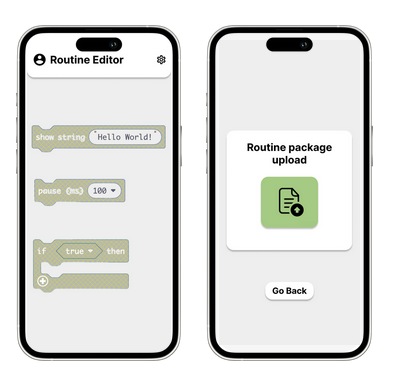 Routine Editor
show string "Hello World!"
pause (ms) 100
if true then
Routine package
upload
Go Back